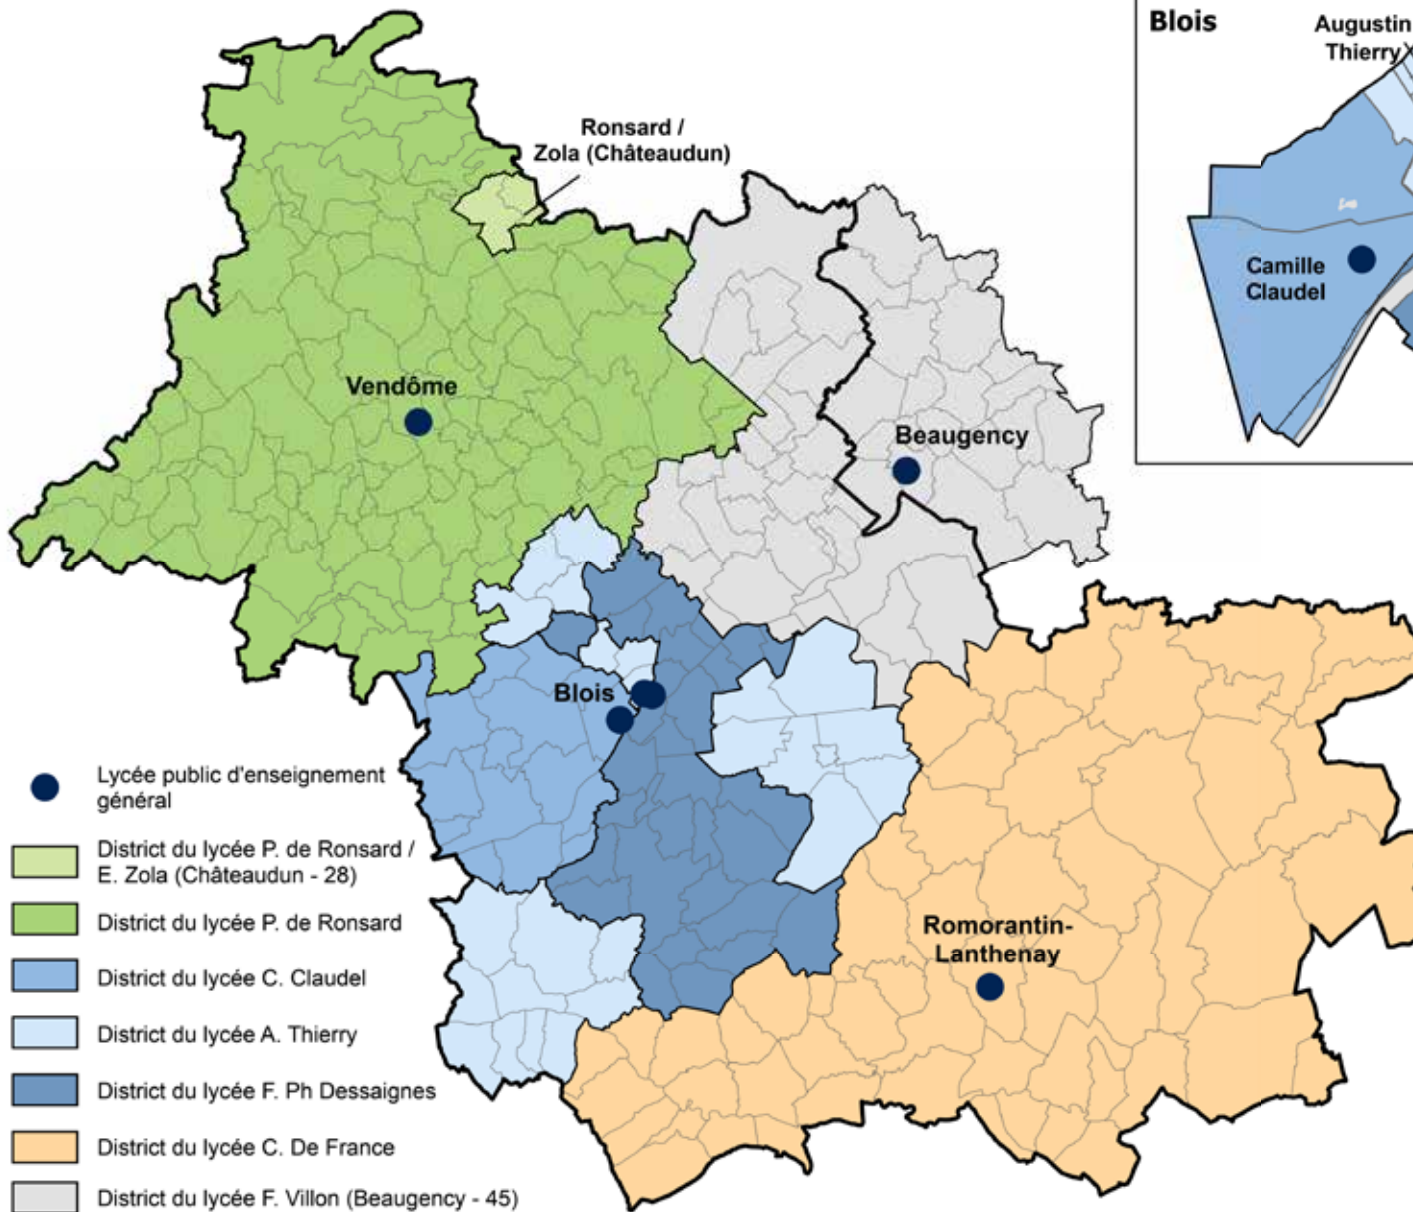 Blois
Augustin
Thierry
Ronsard /
Zola (Châteaudun)
Camille
Claudel
Vendôme
Beaugency
Blois
Romorantin-
Lanthenay
Lycée public d'enseignement
général
District du lycée P. de Ronsard /
E. Zola (Châteaudun - 28)
District du lycée P. de Ronsard
District du lycée C. Claudel
District du lycée A. Thierry
District du lycée F. Ph Dessaignes
District du lycée C. De France
District du lycée F. Villon (Beaugency - 45)